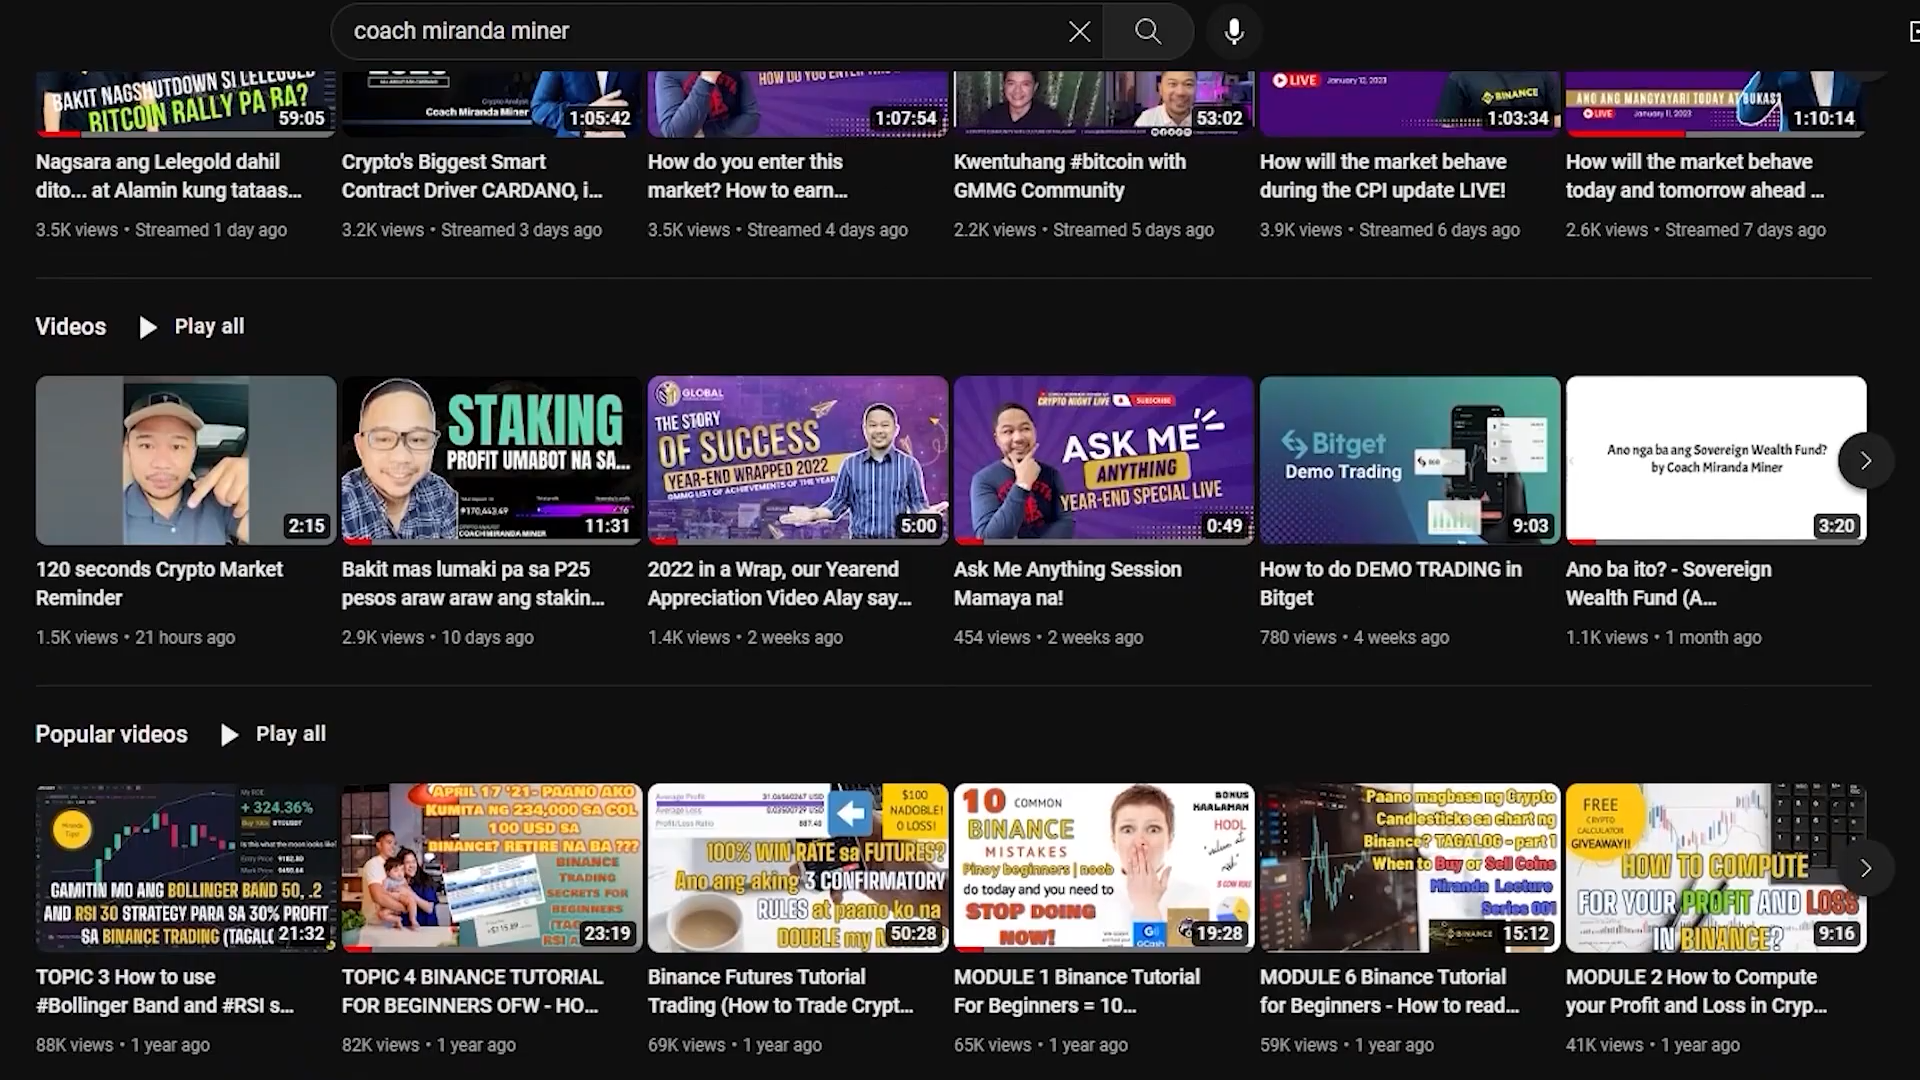 coach miranda miner
BAKIT NAGSHUTDOWN SI LELEGOLD
BITCOIN RALLY PA RA?
59:05
Crypto Analyst
Coach Miranda Miner
1:05:42
1:07:54
53:02
LIVE January 12, 2023
BINANCE
1:03:34
ANO ANG MANGYAYARI TODAY AT BUKAS?
LIVE January 11, 2023
1:10:14
Nagsara ang Lelegold dahil
dito... at Alamin kung tataas...
3.5K views • Streamed 1 day ago
Crypto's Biggest Smart
Contract Driver CARDANO, i...
3.2K views • Streamed 3 days ago
How do you enter this
market? How to earn...
3.5K views • Streamed 4 days ago
Kwentuhang #bitcoin with
GMMG Community
2.2K views • Streamed 5 days ago
How will the market behave
during the CPI update LIVE!
3.9K views • Streamed 6 days ago
How will the market behave
today and tomorrow ahead ...
2.6K views • Streamed 7 days ago
Videos
Play all
2:15
STAKING
PROFIT UMABOT NA SA...
₱170,643.69
COACH MIRANDA MINER
11:31
GLOBAL
THE STORY
OF SUCCESS
YEAR-END WRAPPED 2022
GMMG LIST OF ACHIEVEMENTS OF THE YEAR
5:00
CRYPTO NIGHT LIVE
SUBSCRIBE
ASK ME
ANYTHING
YEAR-END SPECIAL LIVE
0:49
Bitget
Demo Trading
9:03
Ano nga ba ang Sovereign Wealth Fund?
by Coach Miranda Miner
3:20
120 seconds Crypto Market
Reminder
1.5K views • 21 hours ago
Bakit mas lumaki pa sa P25
pesos araw araw ang stakin...
2.9K views • 10 days ago
2022 in a Wrap, our Yearend
Appreciation Video Alay say...
1.4K views • 2 weeks ago
Ask Me Anything Session
Mamaya na!
454 views • 2 weeks ago
How to do DEMO TRADING in
Bitget
780 views • 4 weeks ago
Ano ba ito? - Sovereign
Wealth Fund (A...
1.1K views • 1 month ago
Popular videos
Play all
Miranda
Tips!
My ROE
+ 324.36%
Buy 100x BTCUSDT
Is this what the moon looks like
Entry Price
Mark Price
GAMITIN MO ANG BOLLINGER BAND 50, .2
AND RSI 30 STRATEGY PARA SA 30% PROFIT
SA BINANCE TRADING (TAGALO
21:32
APRIL 17 '21- PAANO AKO
KUMITA NG 234,000 SA COL
100 USD SA
BINANCE? RETIRE NA BA ???
BINANCE
TRADING
SECRETS FOR
BEGINNERS
23:19
Average Profit 31.06560267 USD
Average Loss 0.03500729 USD
Profit/Loss Ratio 887.40
$100
NADOBLE!
0 LOSS!
100% WIN RATE sa FUTURES?
Ano ang aking 3 CONFIRMATORY
RULES at paano ko na
DOUBLE my
50:28
10 COMMON
BINANCE
MISTAKES
Pinoy beginners | noob
do today and you need to
STOP DOING
NOW!
BONUS
KAALAMAN
HODL
GCash
19:28
Paano magbasa ng Crypto
Candlesticks sa chart ng
Binance? TAGALOG - part 1
When to Buy or Sell Coins
Miranda Lecture
Series 001
BINANCE
15:12
FREE
CRYPTO
CALCULATOR
GIVEAWAY!!
HOW TO COMPUTE
FOR YOUR PROFIT AND LOSS
IN BINANCE?
9:16
TOPIC 3 How to use
#Bollinger Band and #RSI s...
88K views • 1 year ago
TOPIC 4 BINANCE TUTORIAL
FOR BEGINNERS OFW - HO...
82K views • 1 year ago
Binance Futures Tutorial
Trading (How to Trade Crypt...
69K views • 1 year ago
MODULE 1 Binance Tutorial
For Beginners = 10...
65K views • 1 year ago
MODULE 6 Binance Tutorial
for Beginners - How to read...
59K views • 1 year ago
MODULE 2 How to Compute
your Profit and Loss in Cryp...
41K views • 1 year ago